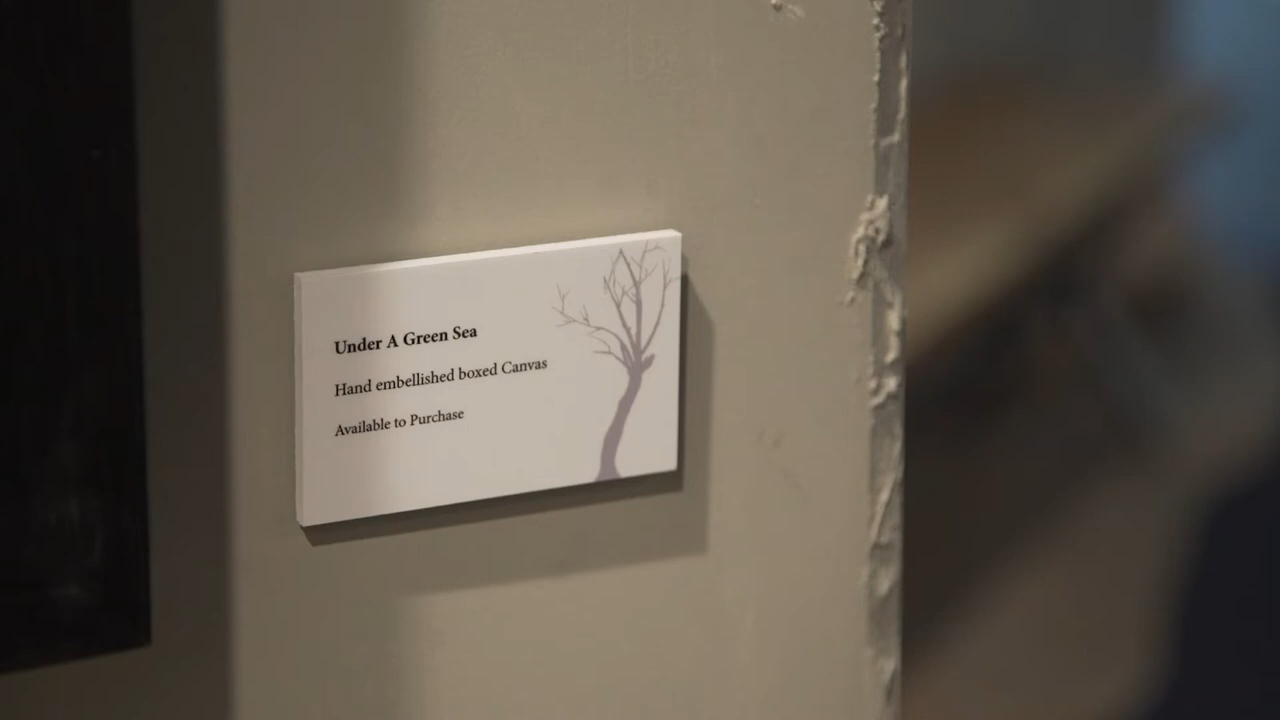 Under A Green Sea
Hand embellished boxed Canvas
Available to Purchase